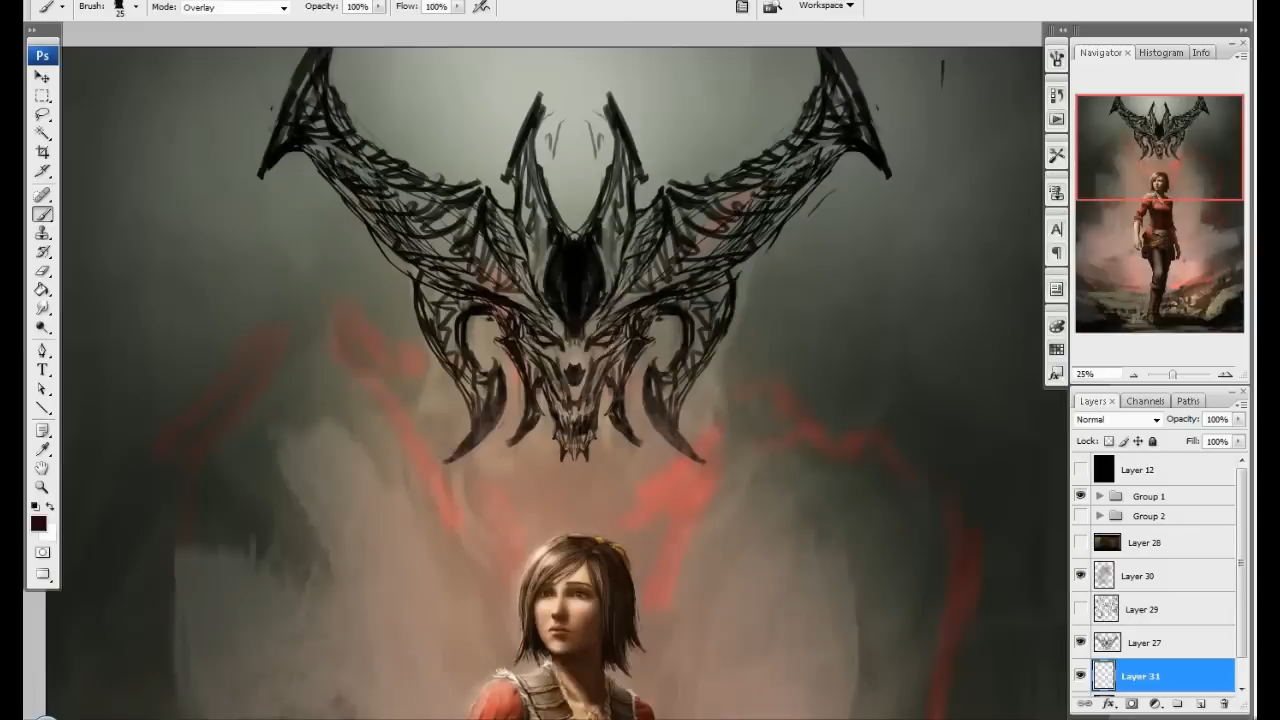 Brush: 25 Mode: Overlay Opacity: 100% Flow: 100% Workspace
Ps
Navigator × Histogram Info
25%
Layers × Channels Paths
Normal Opacity: 100%
Lock: Fill: 100%
Layer 12
Group 1
Group 2
Layer 28
Layer 30
Layer 29
Layer 27
Layer 31
T
A